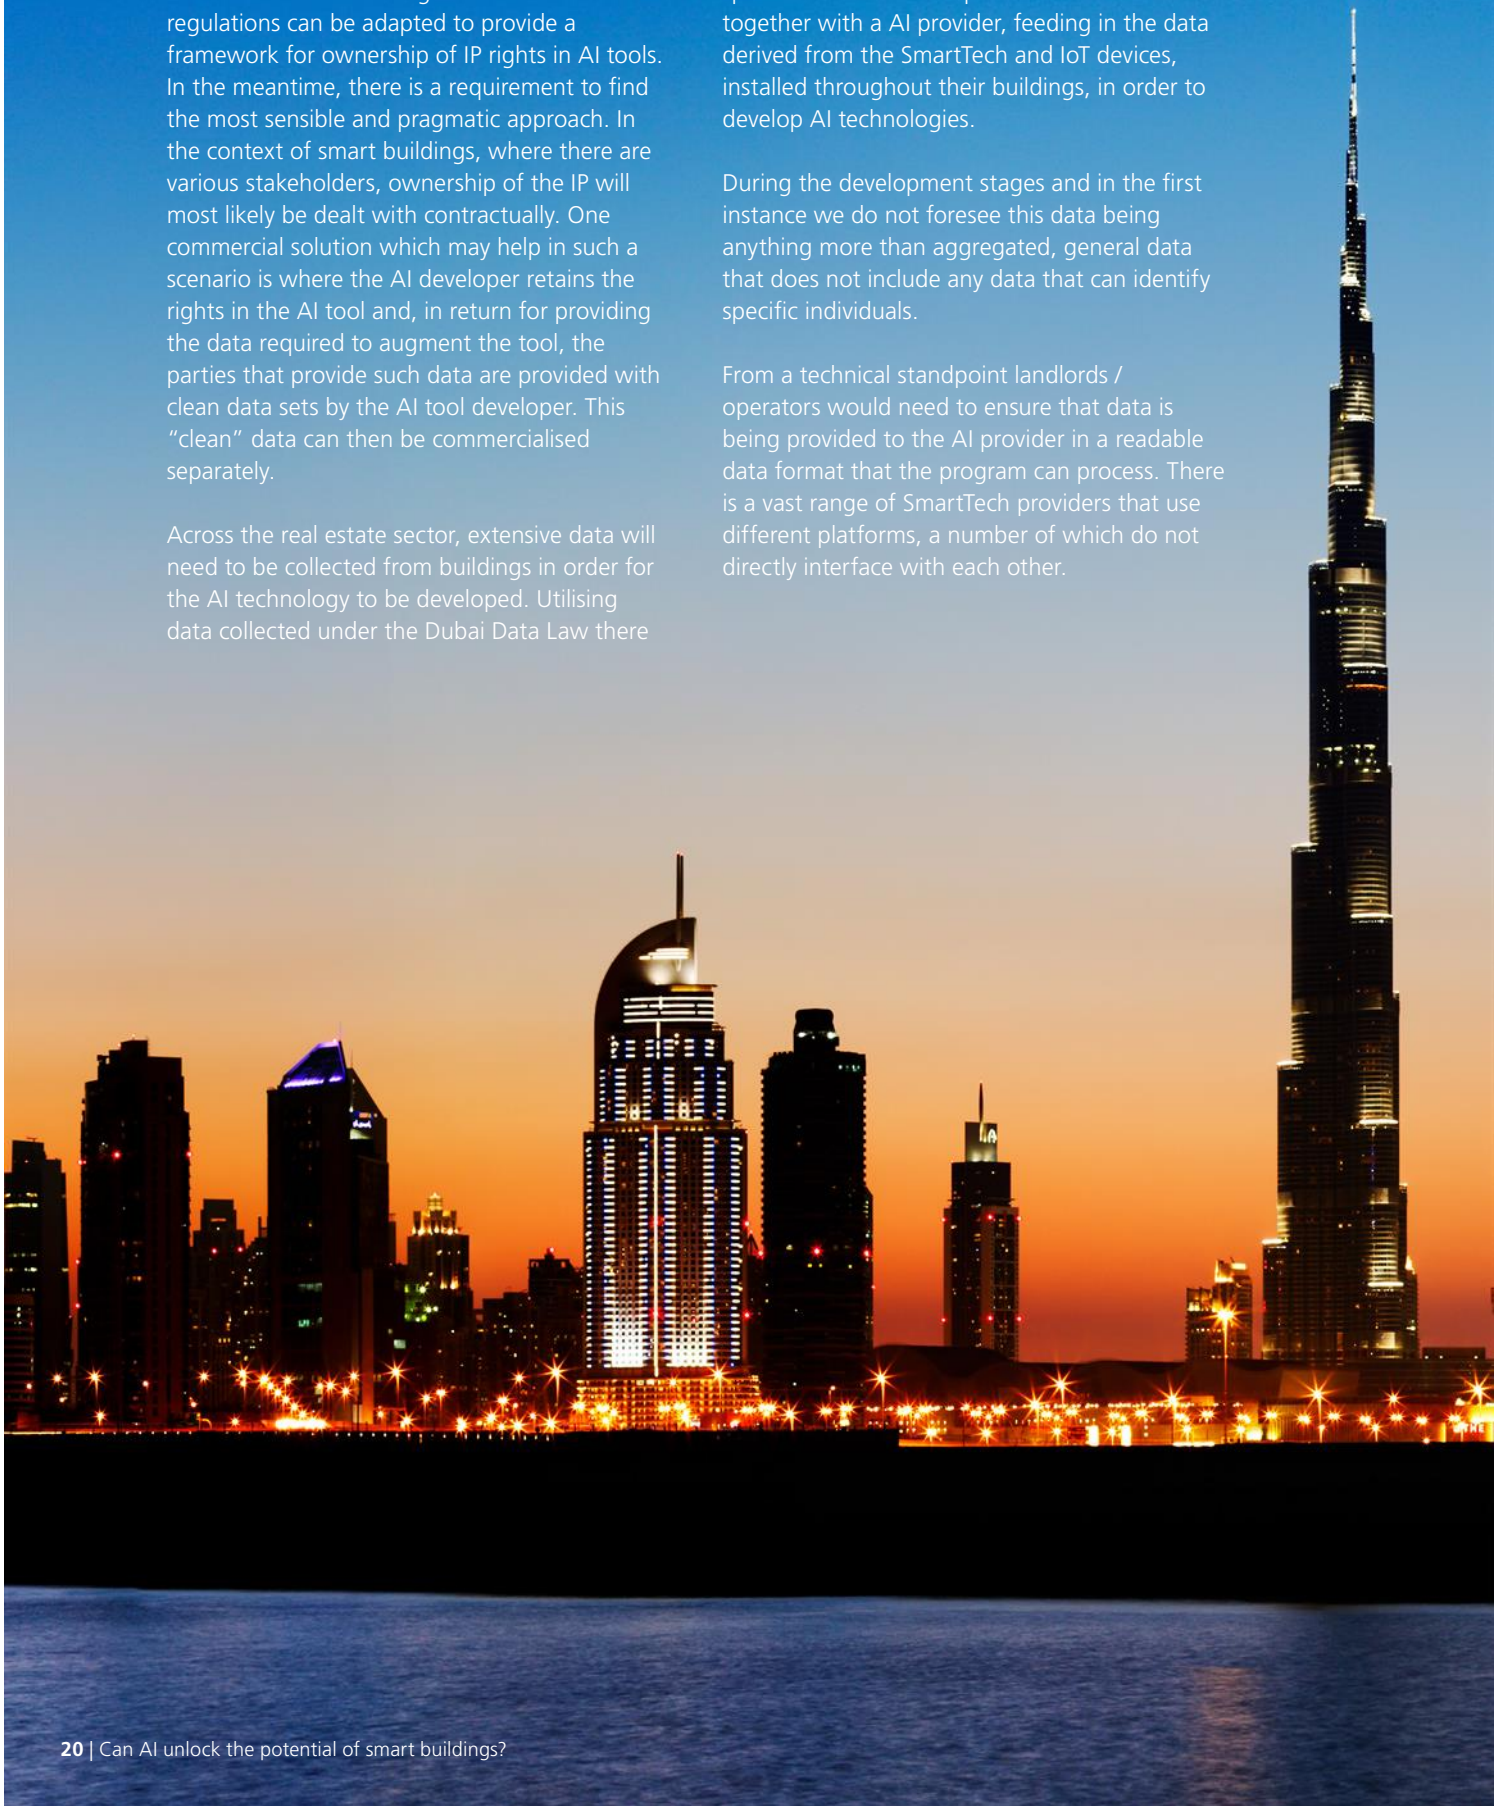 regulations can be adapted to provide a
framework for ownership of IP rights in AI tools.
In the meantime, there is a requirement to find
the most sensible and pragmatic approach. In
the context of smart buildings, where there are
various stakeholders, ownership of the IP will
most likely be dealt with contractually. One
commercial solution which may help in such a
scenario is where the AI developer retains the
rights in the AI tool and, in return for providing
the data required to augment the tool, the
parties that provide such data are provided with
clean data sets by the AI tool developer. This
“clean” data can then be commercialised
separately.
Across the real estate sector, extensive data will
need to be collected from buildings in order for
the AI technology to be developed. Utilising
data collected under the Dubai Data Law there
together with a AI provider, feeding in the data
derived from the SmartTech and IoT devices,
installed throughout their buildings, in order to
develop AI technologies.
During the development stages and in the first
instance we do not foresee this data being
anything more than aggregated, general data
that does not include any data that can identify
specific individuals.
From a technical standpoint landlords /
operators would need to ensure that data is
being provided to the AI provider in a readable
data format that the program can process. There
is a vast range of SmartTech providers that use
different platforms, a number of which do not
directly interface with each other.
20 | Can AI unlock the potential of smart buildings?